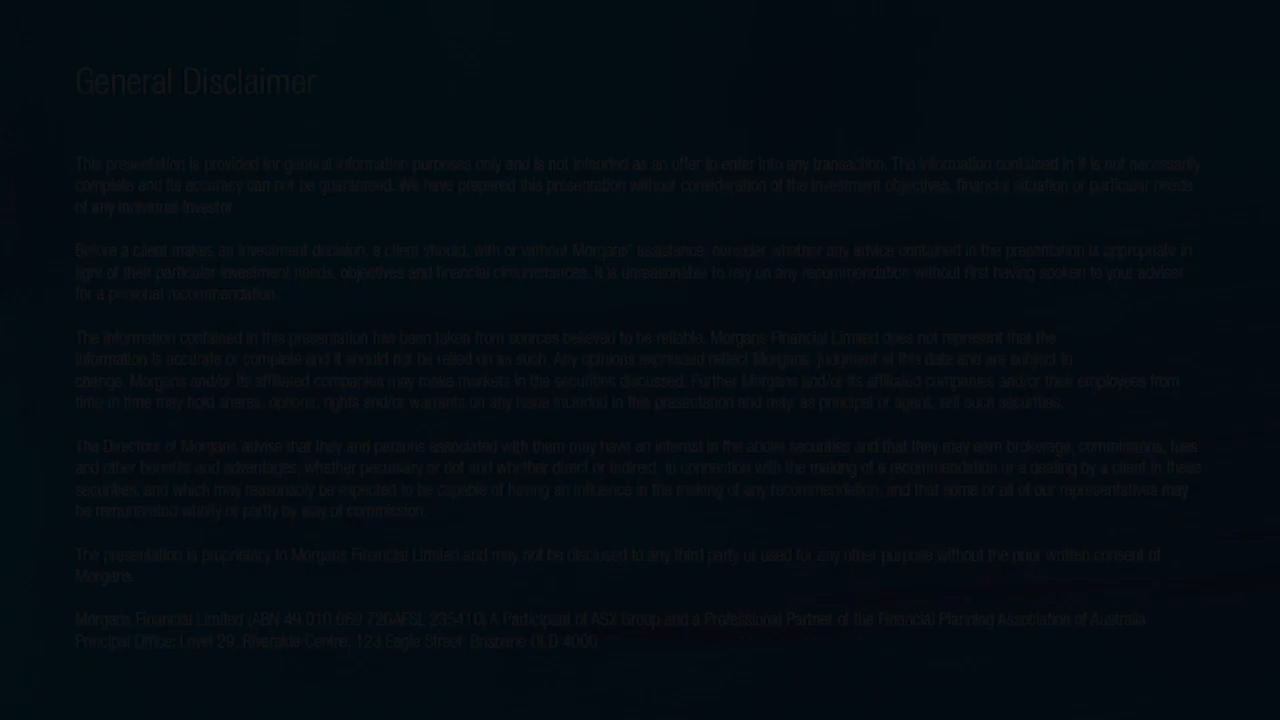 General Disclaimer
This presentation is provided for general information purposes only and is not intended as an offer to enter into any transaction. The information contained in it is not necessarily
complete and its accuracy can not be guaranteed. We have prepared this presentation without consideration of the investment objectives, financial situation or particular needs
of any individual investor.
Before a client makes an investment decision, a client should, with or without Morgans' assistance, consider whether any advice contained in the presentation is appropriate in
light of their particular investment needs, objectives and financial circumstances. It is unreasonable to rely on any recommendation without first having spoken to your adviser
for a personal recommendation.
The information contained in this presentation has been taken from sources believed to be reliable. Morgans Financial Limited does not represent that the
information is accurate or complete and it should not be relied on as such. Any opinions expressed reflect Morgans judgment at this date and are subject to
change. Morgans and/or its affiliated companies may make markets in the securities discussed. Further Morgans and/or its affiliated companies and/or their employees from
time to time may hold shares, options, rights and/or warrants on any issue included in this presentation and may, as principal or agent, sell such securities.
The Directors of Morgans advise that they and persons associated with them may have an interest in the above securities and that they may earn brokerage, commissions, fees
and other benefits and advantages, whether pecuniary or not and whether direct or indirect, in connection with the making of a recommendation or a dealing by a client in these
securities, and which may reasonably be expected to be capable of having an influence in the making of any recommendation, and that some or all of our representatives may
be remunerated wholly or partly by way of commission.
The presentation is proprietary to Morgans Financial Limited and may not be disclosed to any third party or used for any other purpose without the prior written consent of
Morgans.
Morgans Financial Limited (ABN 49 010 669 726 AFSL 235410) A Participant of ASX Group and a Professional Partner of the Financial Planning Association of Australia
Principal Office: Level 29, Riverside Centre, 123 Eagle Street Brisbane QLD 4000